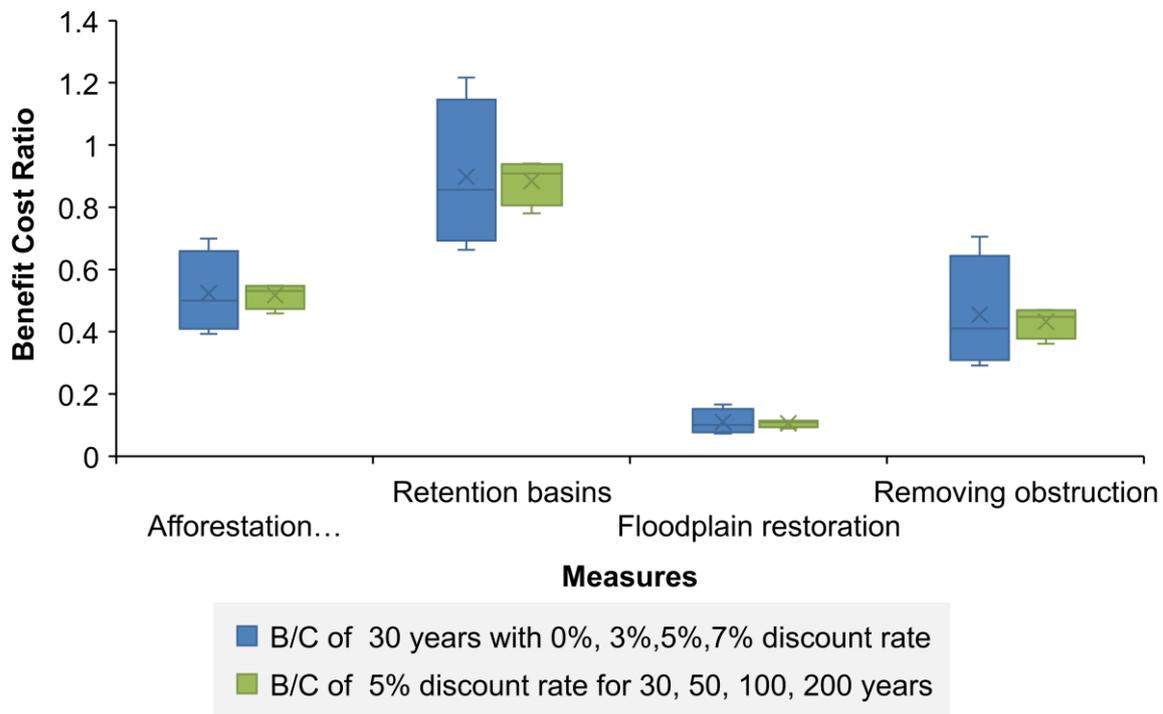 Benefit Cost Ratio
1.4
1.2
1
0.8
0.6
0.4
0.2
0
Retention basins
Removing obstruction
Afforestation…
Floodplain restoration
Measures
B/C of  30 years with 0%, 3%,5%,7% discount rate
B/C of  5% discount rate for 30, 50, 100, 200 years